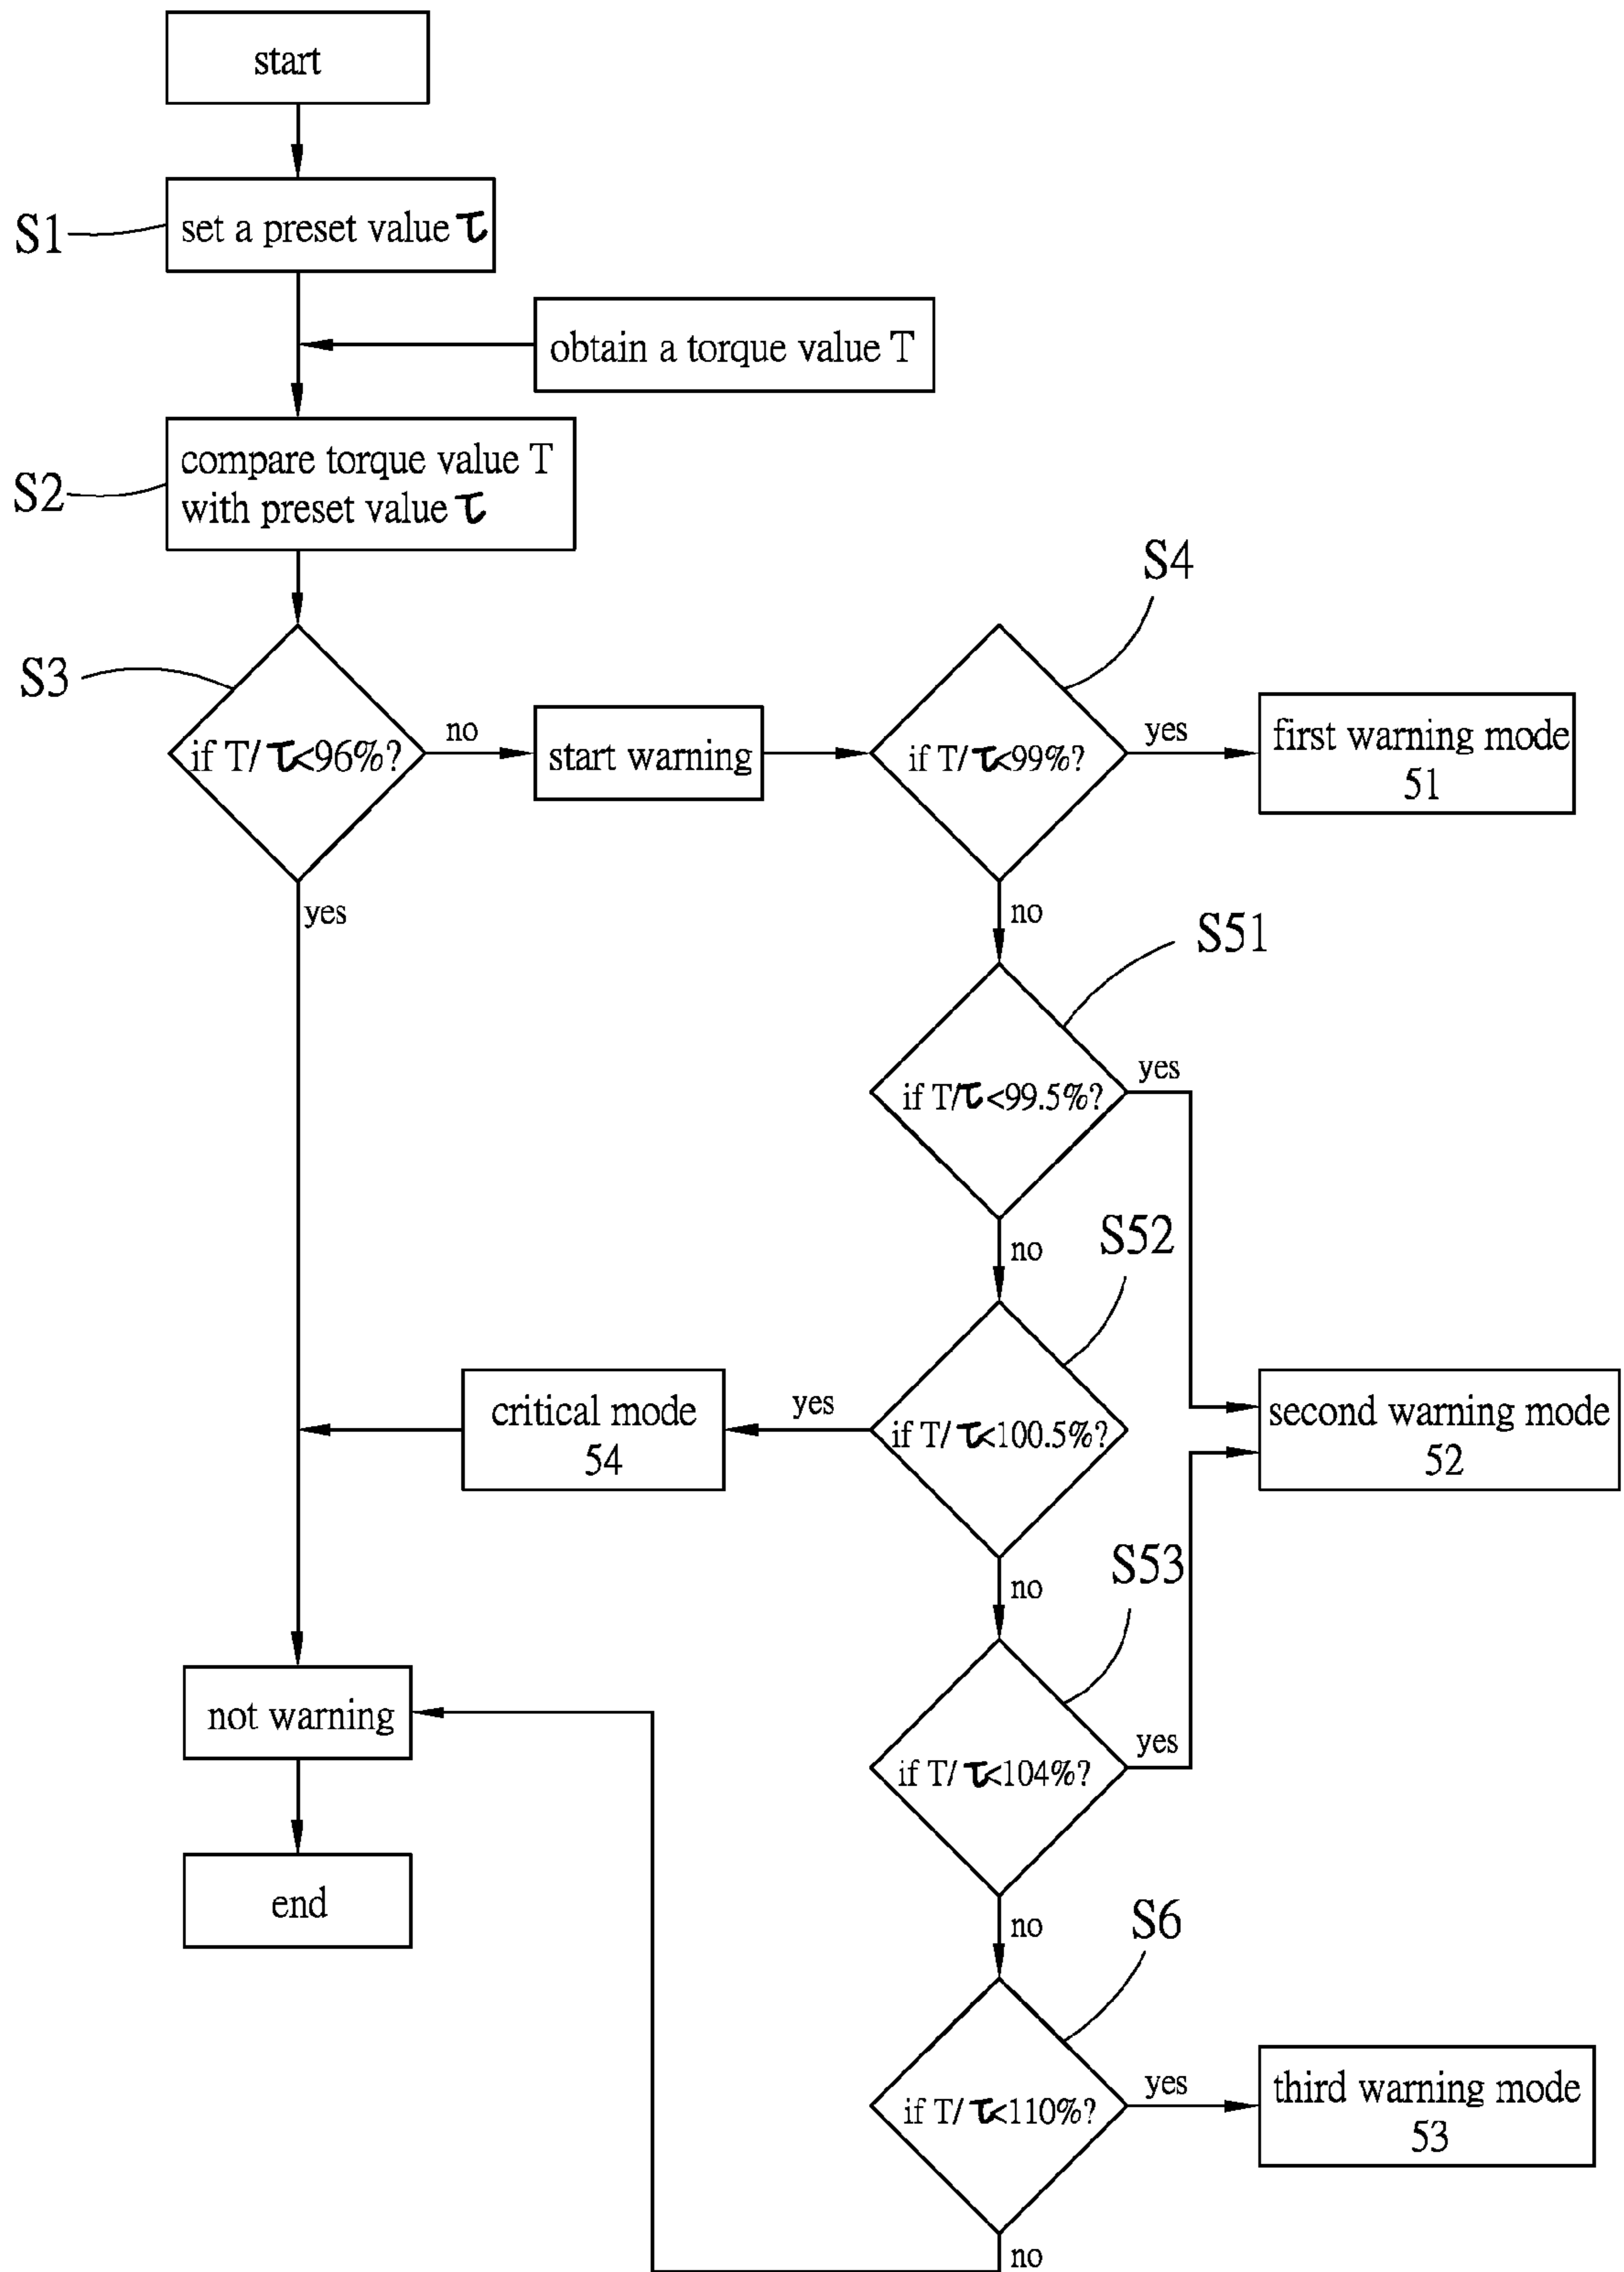 start
S1
set a preset value τ
obtain a torque value T
S2
compare torque value T
with preset value τ
S4
S3
if T/τ<96%?
no
start warning
if T/τ<99%?
yes
first warning mode
51
yes
no
S51
if T/τ<99.5%?
yes
no
S52
critical mode
54
yes
if T/τ<100.5%?
second warning mode
52
no
S53
not warning
if T/τ<104%?
yes
end
no
S6
if T/τ<110%?
yes
third warning mode
53
no